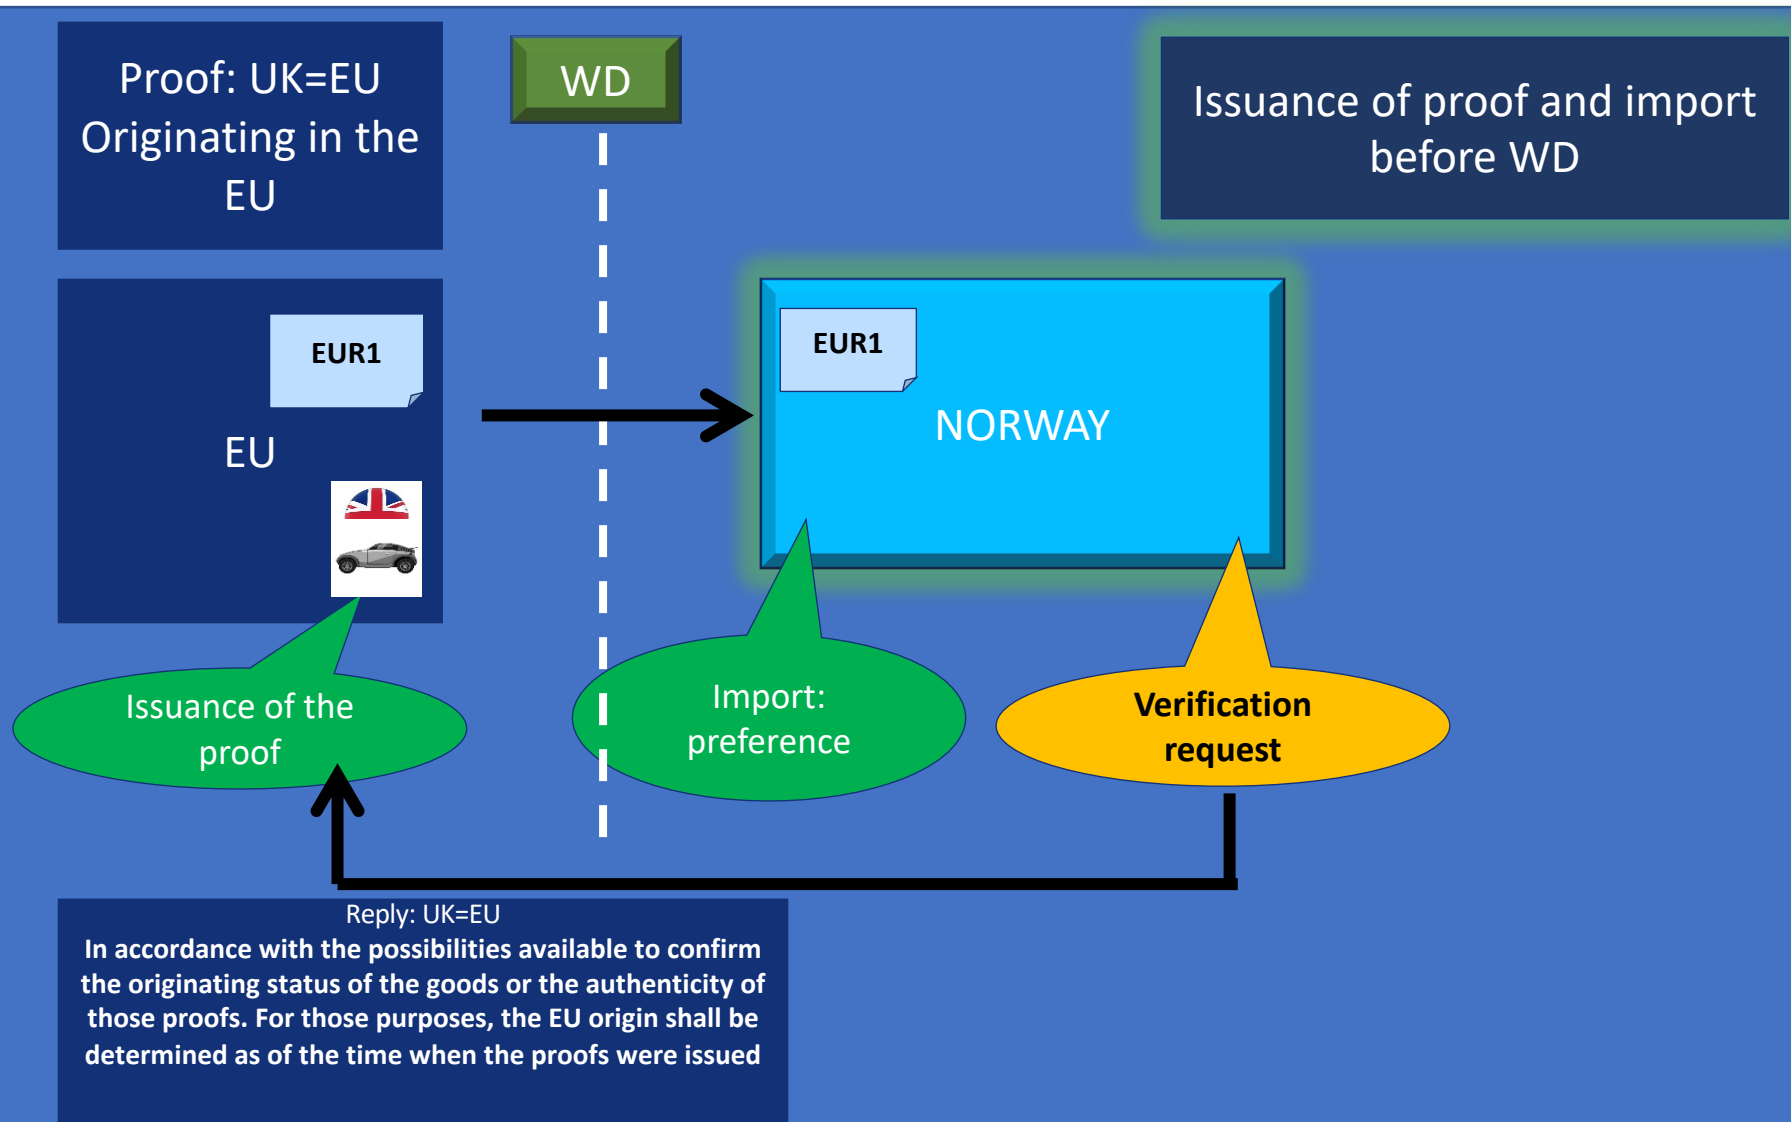 Proof: UK=EU
Originating in the
EU
WD
Issuance of proof and import
before WD
EUR1
EU
EUR1
NORWAY
Issuance of the
proof
Import:
preference
Verification
request
Reply: UK=EU
In accordance with the possibilities available to confirm
the originating status of the goods or the authenticity of
those proofs. For those purposes, the EU origin shall be
determined as of the time when the proofs were issued